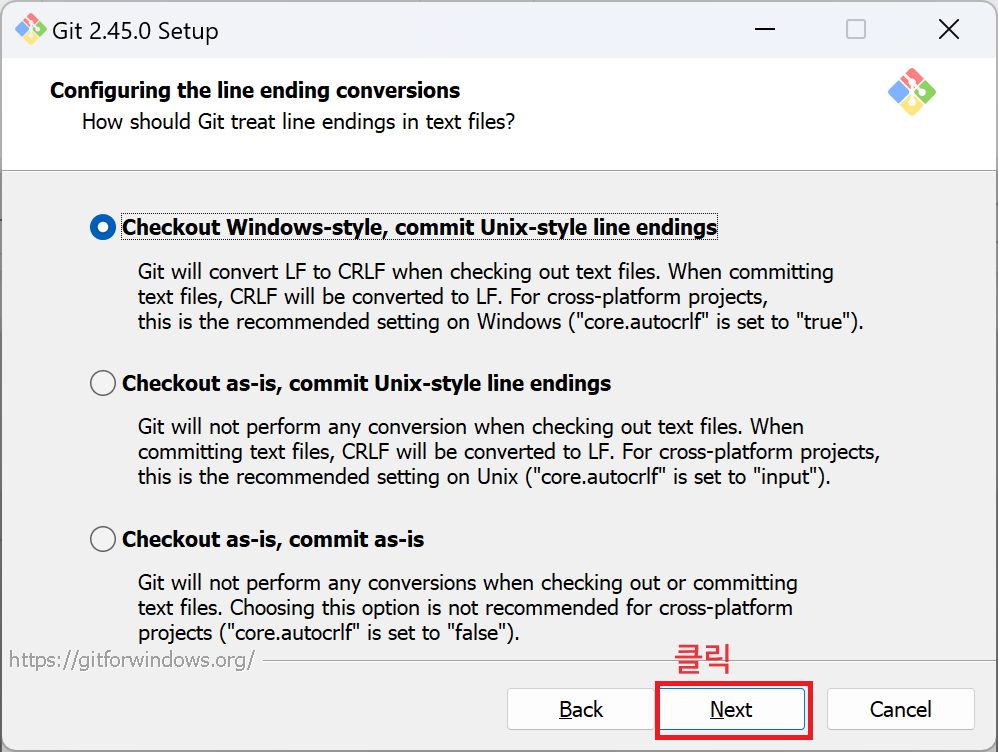 Git 2.45.0 Setup
Configuring the line ending conversions
How should Git treat line endings in text files?
Checkout Windows-style, commit Unix-style line endings
Git will convert LF to CRLF when checking out text files. When committing
text files, CRLF will be converted to LF. For cross-platform projects,
this is the recommended setting on Windows ("core.autocrlf" is set to "true").
Checkout as-is, commit Unix-style line endings
Git will not perform any conversion when checking out text files. When
committing text files, CRLF will be converted to LF. For cross-platform projects,
this is the recommended setting on Unix ("core.autocrlf" is set to "input").
Checkout as-is, commit as-is
Git will not perform any conversions when checking out or committing
text files. Choosing this option is not recommended for cross-platform
projects ("core.autocrlf" is set to "false").
https://gitforwindows.org/
클릭
Back
Next
Cancel